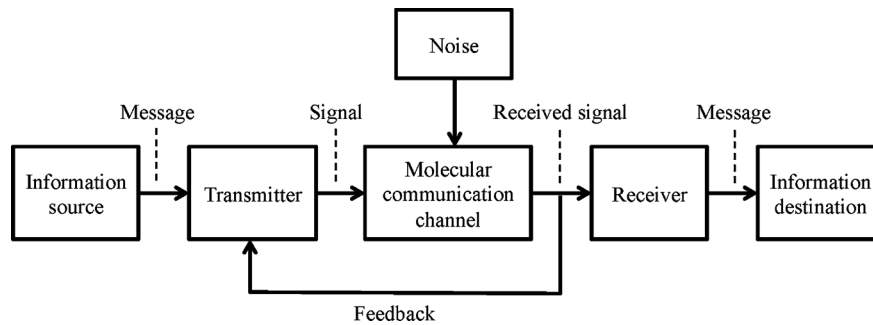 Noise
Message
Signal
Received signal
Message
Information
source
Transmitter
Molecular
communication
channel
Receiver
Information
destination
Feedback